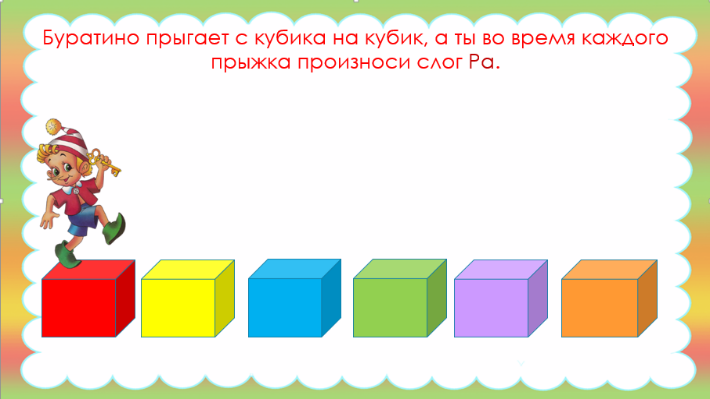 Буратино прыгает с кубика на кубик, а ты во время каждого
прыжка произноси слог Ра.